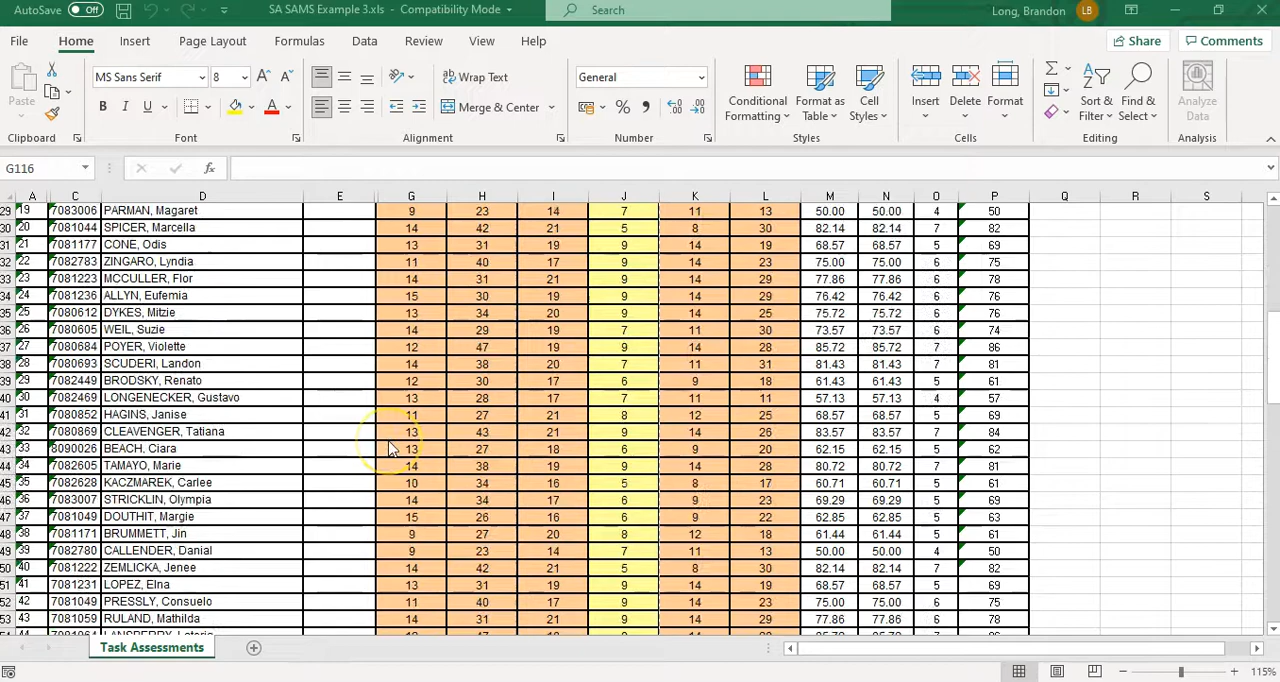 AutoSave Off SA SAMS Example 3.xls - Compatibility Mode Search Long, Brandon LB
File Home Insert Page Layout Formulas Data Review View Help Share Comments
Paste MS Sans Serif 8 A A Wrap Text General Conditional Formatting Format as Table Cell Styles Insert Delete Format Sort & Filter Find & Select Analyze Data
B I U A Merge & Center % ,
Clipboard Font Alignment Number Styles Cells Editing Analysis
G116 fx
A C D E G H I J K L M N O P Q R S
29 19 7083006 PARMAN, Magaret 9 23 14 7 11 13 50.00 50.00 4 50
30 20 7081044 SPICER, Marcella 14 42 21 5 8 30 82.14 82.14 7 82
31 21 7081177 CONE, Odis 13 31 19 9 14 19 68.57 68.57 5 69
32 22 7082783 ZINGARO, Lyndia 11 40 17 9 14 23 75.00 75.00 6 75
33 23 7081223 MCCULLER, Flor 14 31 21 9 14 29 77.86 77.86 6 78
34 24 7081236 ALLYN, Eufemia 15 30 19 9 14 29 76.42 76.42 6 76
35 25 7080612 DYKES, Mitzie 13 34 20 9 14 25 75.72 75.72 6 76
36 26 7080605 WEIL, Suzie 14 29 19 7 11 30 73.57 73.57 6 74
37 27 7080684 POYER, Violette 12 47 19 9 14 28 85.72 85.72 7 86
38 28 7080693 SCUDERI, Landon 14 38 20 7 11 31 81.43 81.43 7 81
39 29 7082449 BRODSKY, Renato 12 30 17 6 9 18 61.43 61.43 5 61
40 30 7082469 LONGENECKER, Gustavo 13 28 17 7 11 11 57.13 57.13 4 57
41 31 7080852 HAGINS, Janise 11 27 21 8 12 25 68.57 68.57 5 69
42 32 7080869 CLEAVENGER, Tatiana 13 43 21 9 14 26 83.57 83.57 7 84
43 33 8090026 BEACH, Ciara 13 27 18 6 9 20 62.15 62.15 5 62
44 34 7082605 TAMAYO, Marie 14 38 19 9 14 28 80.72 80.72 7 81
45 35 7082628 KACZMAREK, Carlee 10 34 16 5 8 17 60.71 60.71 5 61
46 36 7083007 STRICKLIN, Olympia 14 34 17 6 9 23 69.29 69.29 5 69
47 37 7081049 DOUTHIT, Margie 15 26 16 6 9 22 62.85 62.85 5 63
48 38 7081171 BRUMMETT, Jin 9 27 20 8 12 18 61.44 61.44 5 61
49 39 7082780 CALLENDER, Danial 9 23 14 7 11 13 50.00 50.00 4 50
50 40 7081222 ZEMLICKA, Jenee 14 42 21 5 8 30 82.14 82.14 7 82
51 41 7081231 LOPEZ, Elna 13 31 19 9 14 19 68.57 68.57 5 69
52 42 7081049 PRESSLY, Consuelo 11 40 17 9 14 23 75.00 75.00 6 75
53 43 7081059 RULAND, Mathilda 14 31 21 9 14 29 77.86 77.86 6 78
Task Assessments
115%